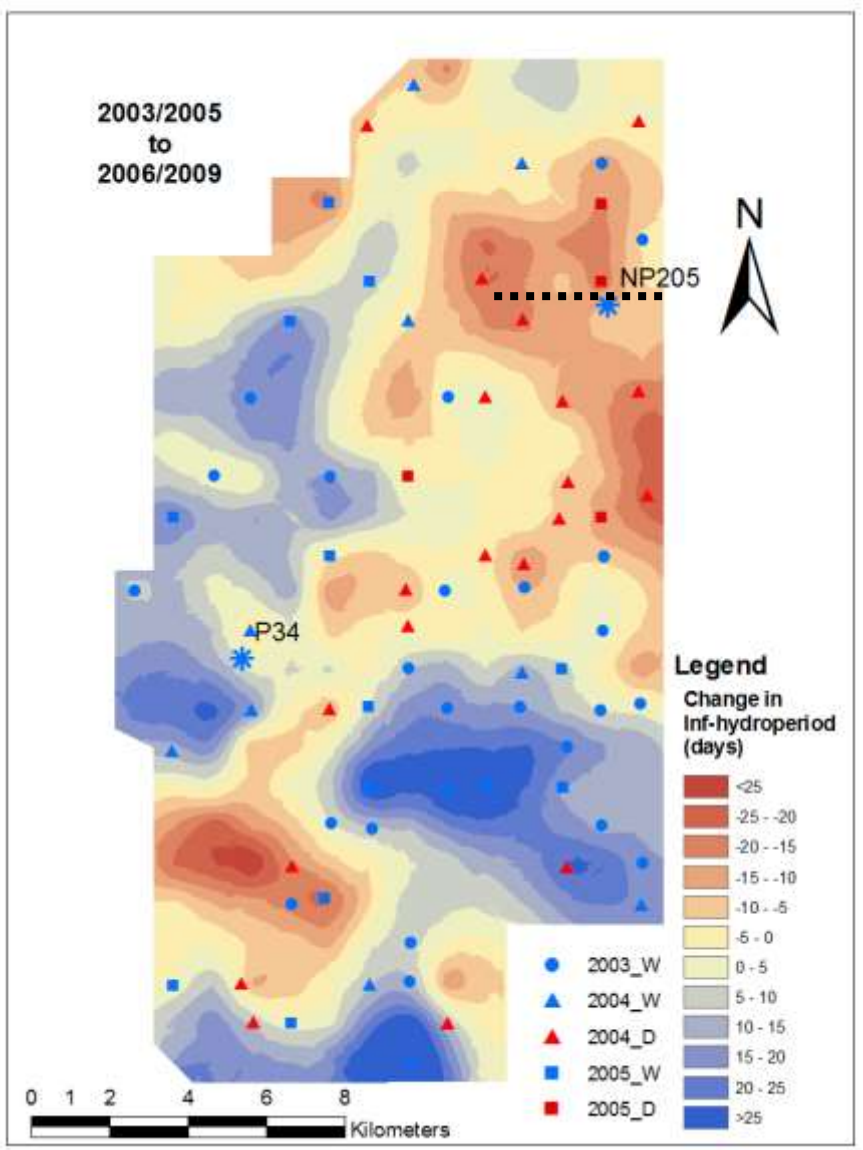 2003/2005
to
2006/2009
N
NP205
P34
Legend
Change in
Inf-hydroperiod
(days)
<25
-25 - -20
-20 - -15
-15 - -10
-10 - -5
-5 - 0
0 - 5
5 - 10
10 - 15
15 - 20
20 - 25
>25
2003_W
2004_W
2004_D
2005_W
2005_D
0 1 2 4 6 8
Kilometers